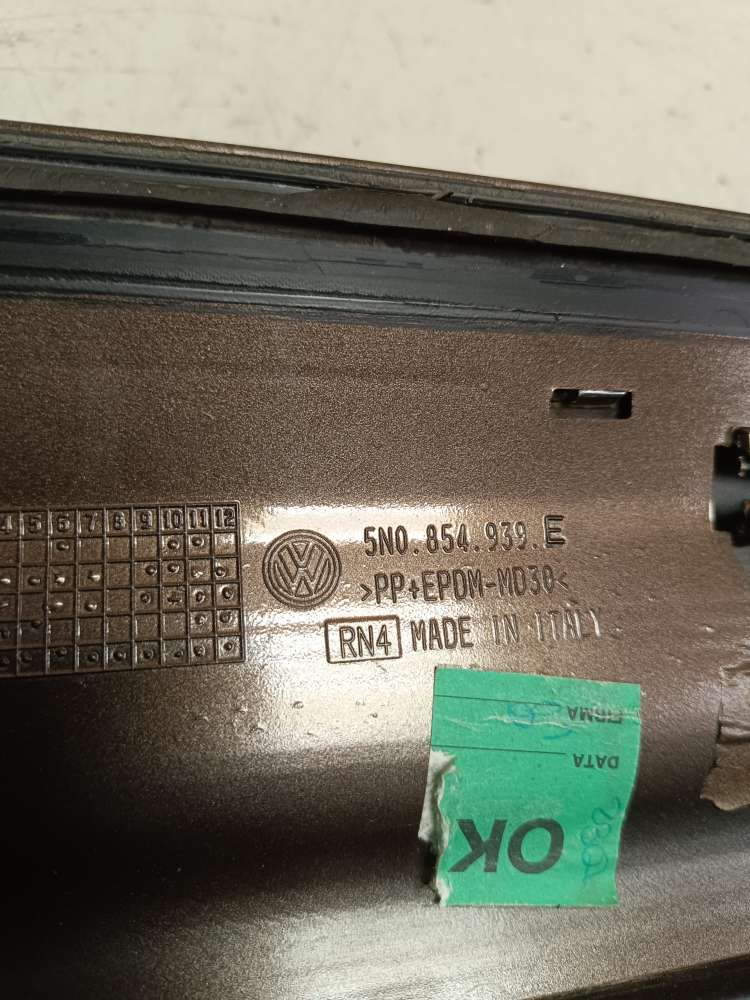 4 5 6 7 8 9 10 11 12
5N0.854.939.E
>PP+EPDM-MD30<
RN4 MADE IN ITALY
FIRMA
DATA
OK